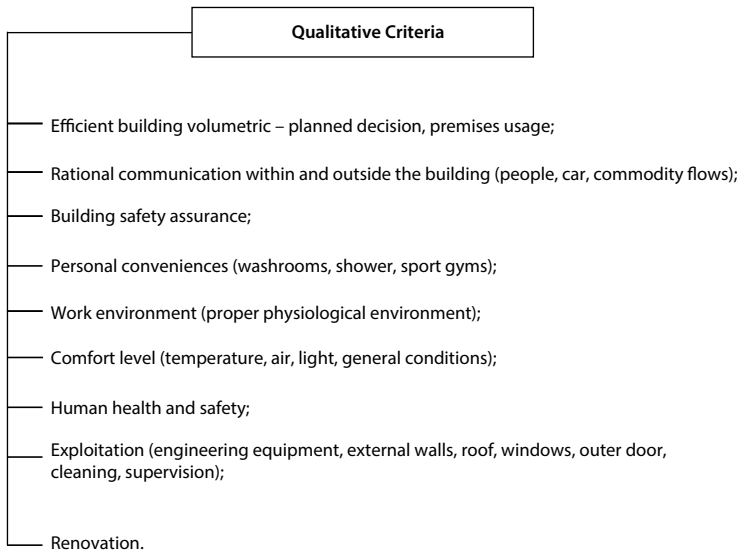 Qualitative Criteria
Efficient building volumetric – planned decision, premises usage;
Rational communication within and outside the building (people, car, commodity flows);
Building safety assurance;
Personal conveniences (washrooms, shower, sport gyms);
Work environment (proper physiological environment);
Comfort level (temperature, air, light, general conditions);
Human health and safety;
Exploitation (engineering equipment, external walls, roof, windows, outer door,
cleaning, supervision);
Renovation.